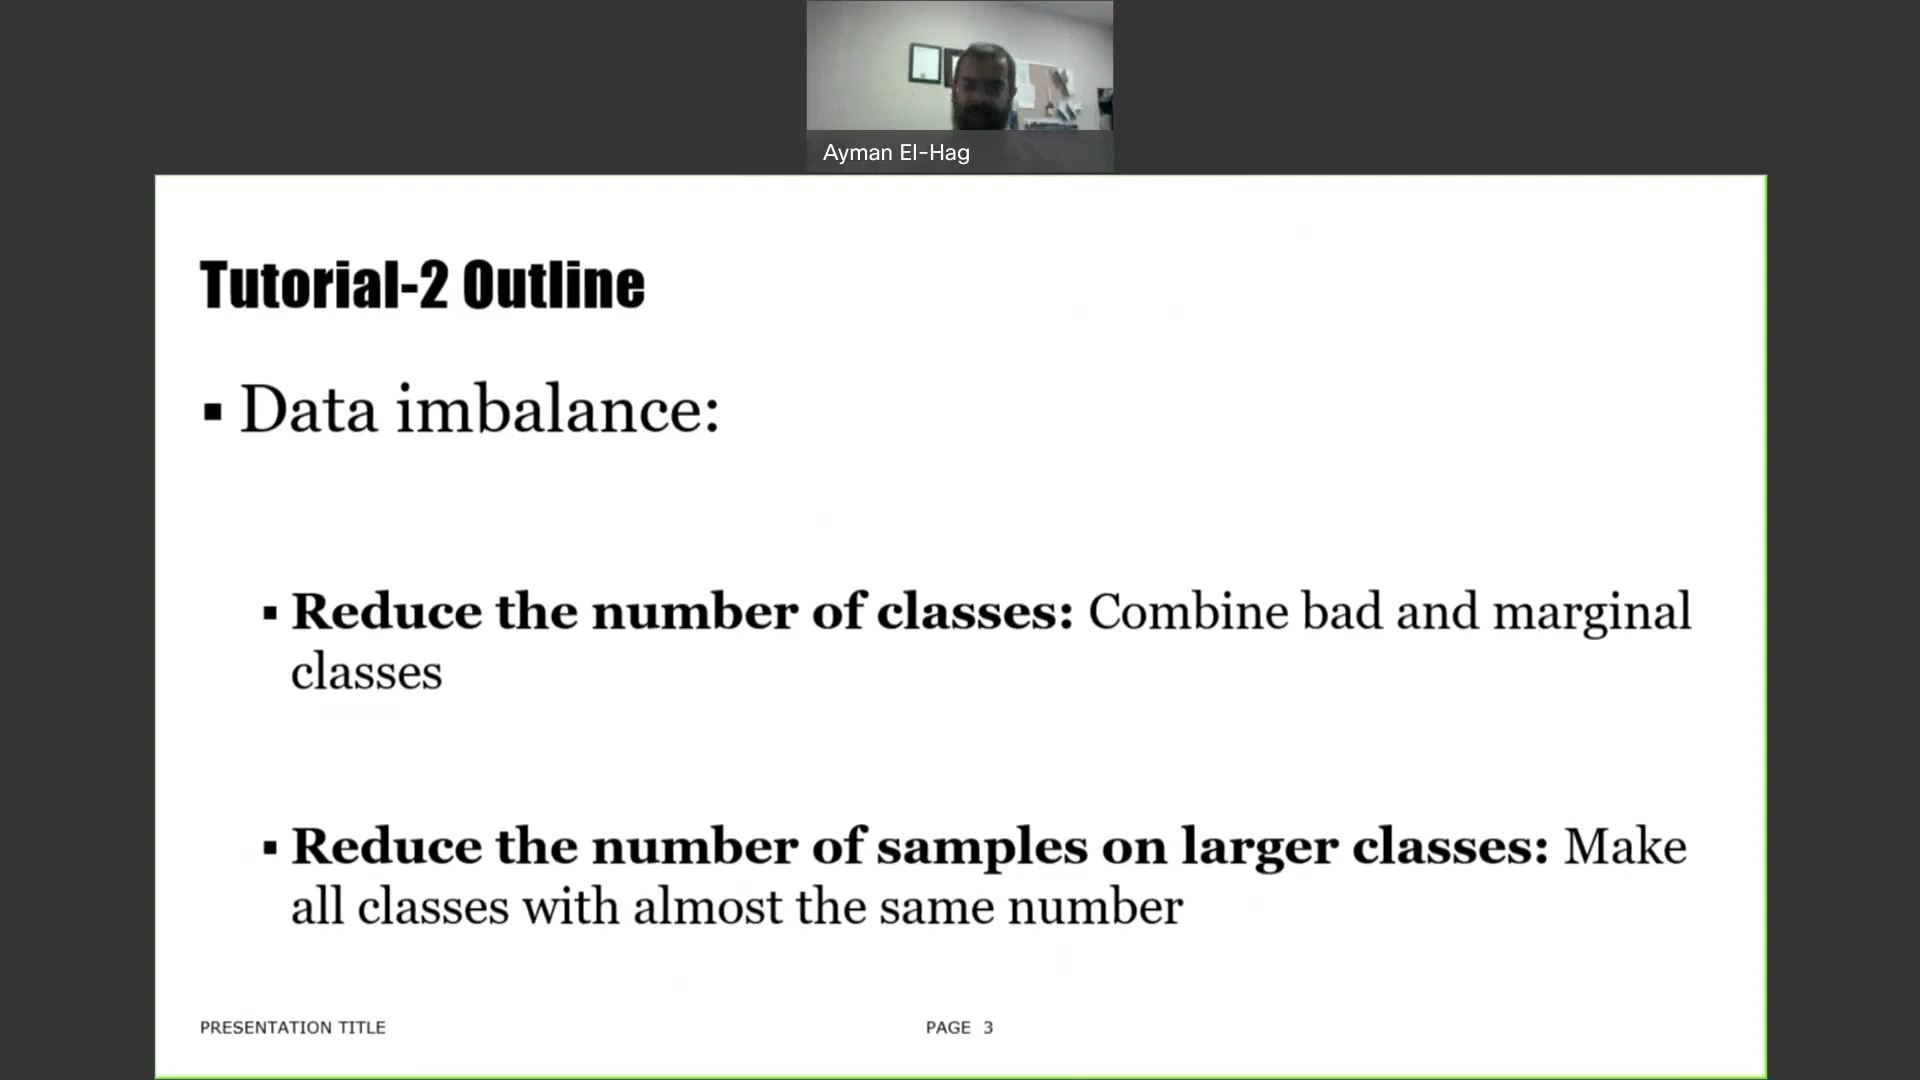 Ayman El-Hag
Tutorial-2 Outline
▪ Data imbalance:
▪ Reduce the number of classes: Combine bad and marginal
classes
▪ Reduce the number of samples on larger classes: Make
all classes with almost the same number
PRESENTATION TITLE
PAGE 3